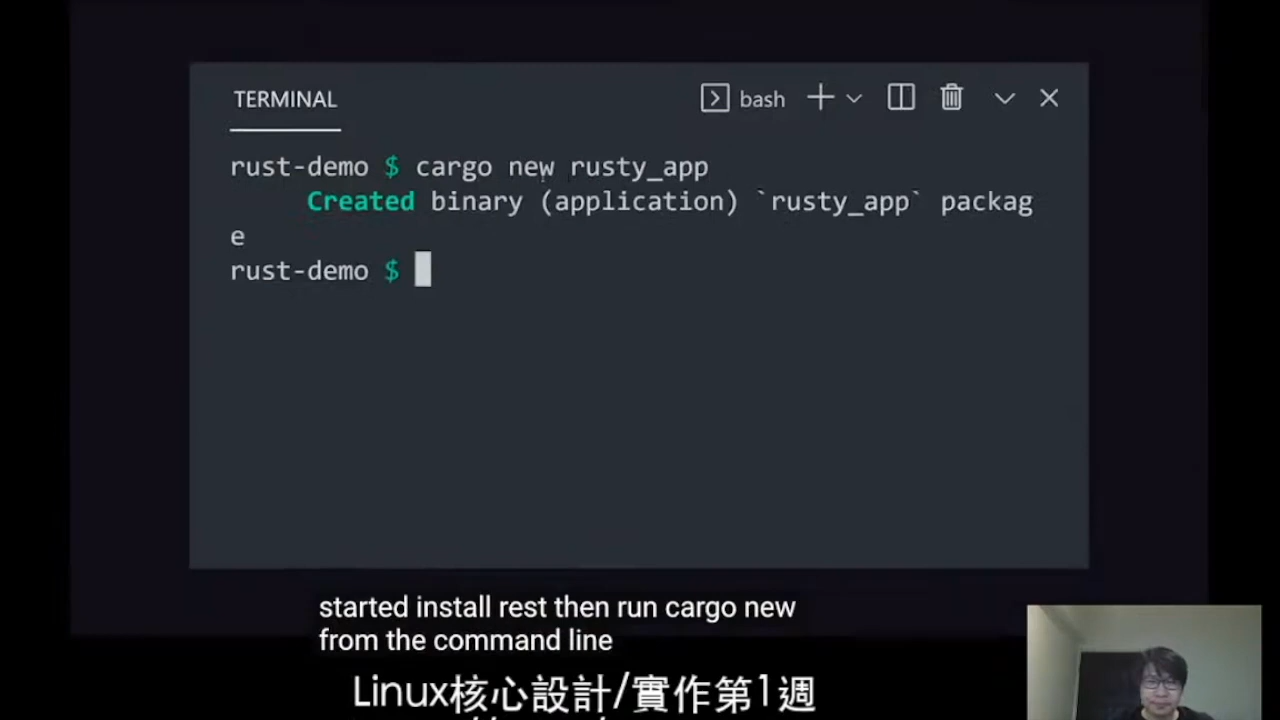 TERMINAL
bash
rust-demo $ cargo new rusty_app
Created binary (application) `rusty_app` packag
e
rust-demo $
started install rest then run cargo new
from the command line
Linux核心設計/實作第1週